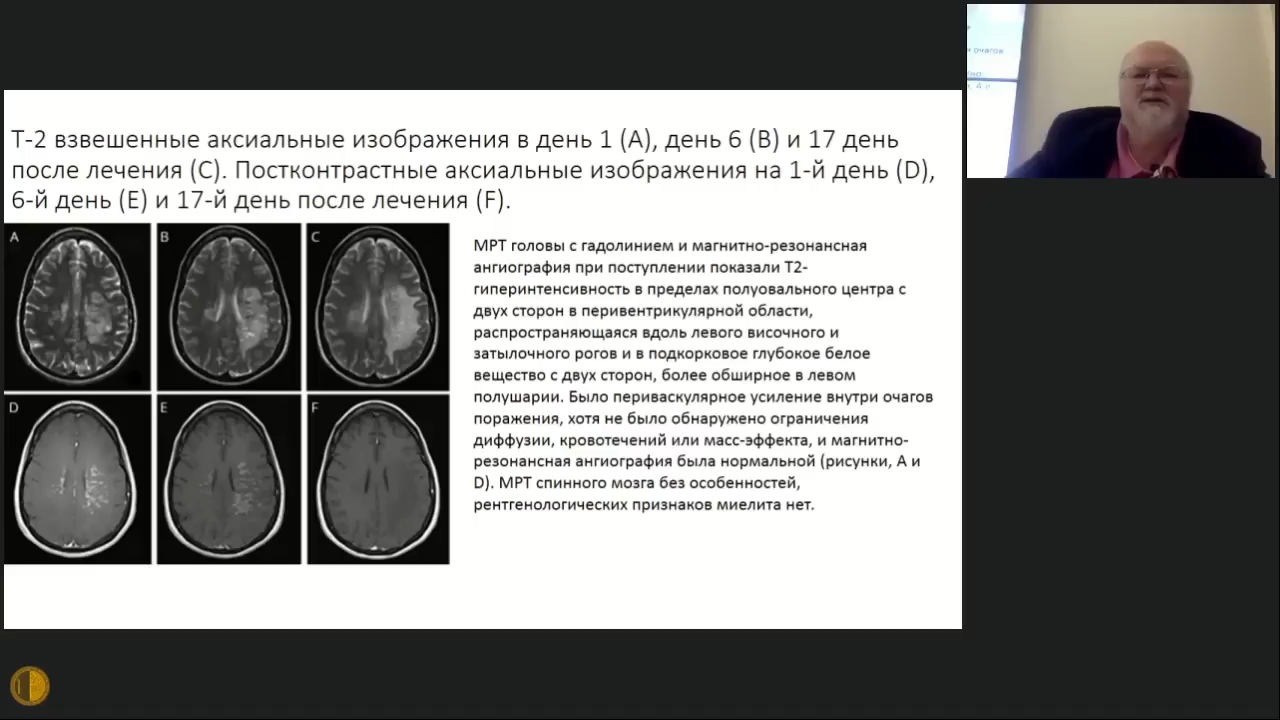 Т-2 взвешенные аксиальные изображения в день 1 (A), день 6 (B) и 17 день
после лечения (C). Постконтрастные аксиальные изображения на 1-й день (D),
6-й день (E) и 17-й день после лечения (F).
A
B
C
D
E
F
МРТ головы с гадолинием и магнитно-резонансная
ангиография при поступлении показали Т2-
гиперинтенсивность в пределах полуовального центра с
двух сторон в перивентрикулярной области,
распространяющаяся вдоль левого височного и
затылочного рогов и в подкорковое глубокое белое
вещество с двух сторон, более обширное в левом
полушарии. Было периваскулярное усиление внутри очагов
поражения, хотя не было обнаружено ограничения
диффузии, кровотечений или масс-эффекта, и магнитно-
резонансная ангиография была нормальной (рисунки, А и
D). МРТ спинного мозга без особенностей,
рентгенологических признаков миелита нет.
очагов